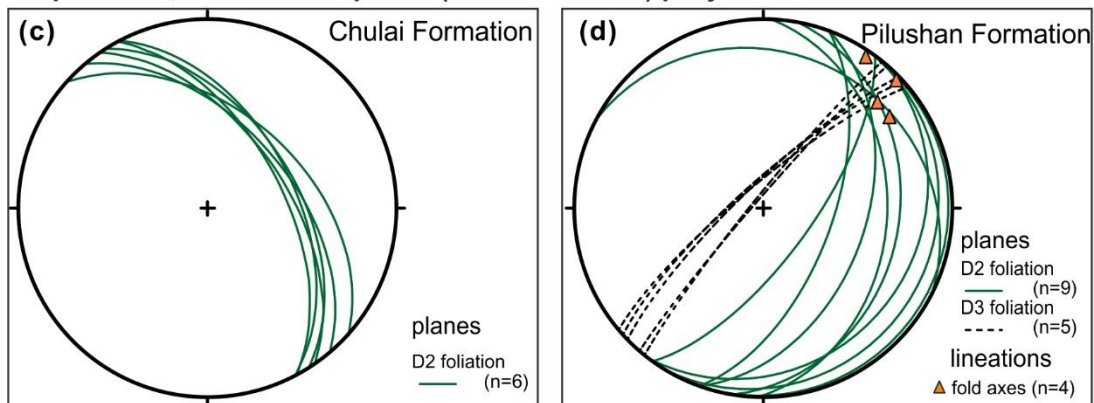 (c)
Chulai Formation
planes
D2 foliation
(n=6)
(d)
Pilushan Formation
planes
D2 foliation
(n=9)
D3 foliation
(n=5)
lineations
fold axes (n=4)